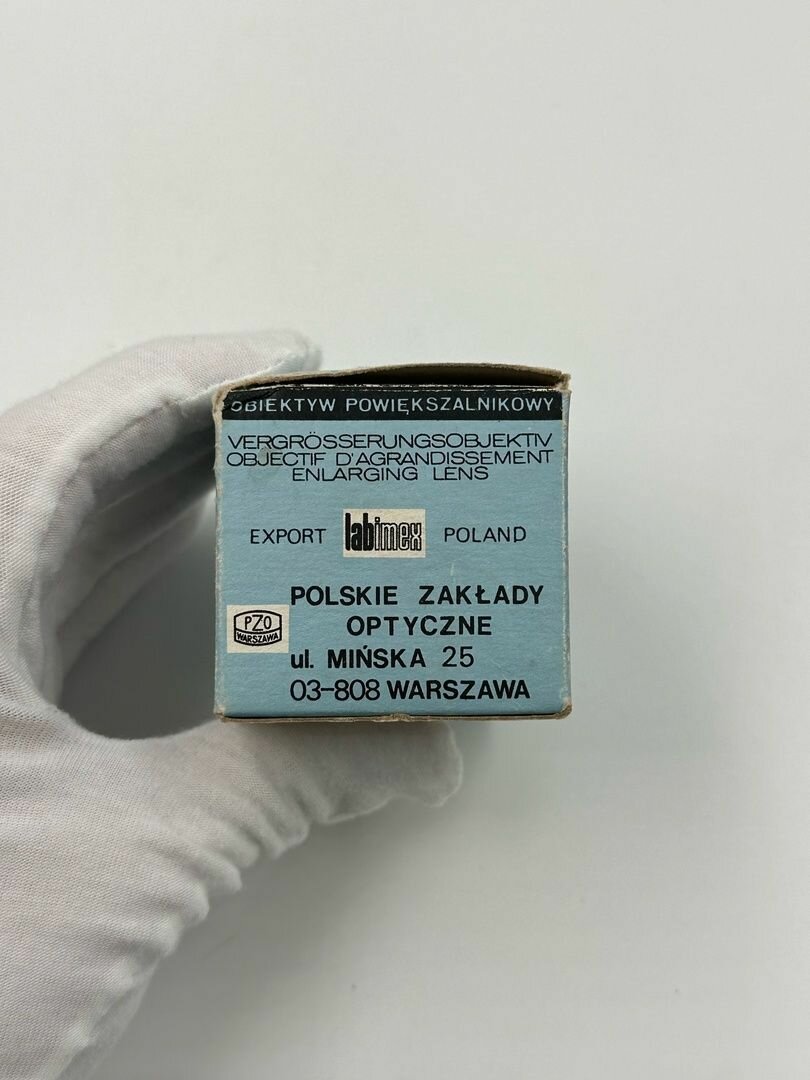 OBIEKTYW POWIĘKSZALNIKOWY
VERGRÖSSERUNGSOBJEKTIV
OBJECTIF D'AGRANDISSEMENT
ENLARGING LENS
EXPORT labimex POLAND
POLSKIE ZAKŁADY
OPTYCZNE
PZO
WARSZAWA
ul. MIŃSKA 25
03-808 WARSZAWA